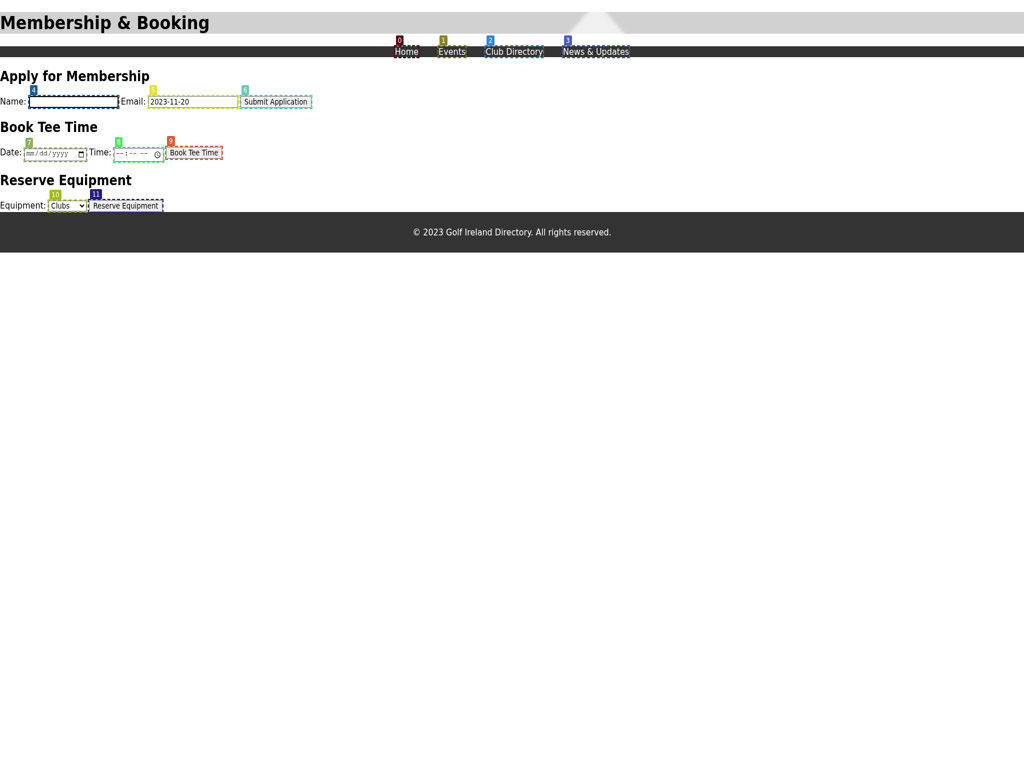 Membership & Booking
0 1 2 3
Home Events Club Directory News & Updates
Apply for Membership
4 5 6
Name: Email: 2023-11-20 Submit Application
Book Tee Time
7 8 9
Date: mm/dd/yyyy Time: --:-- -- Book Tee Time
Reserve Equipment
10 11
Equipment: Clubs Reserve Equipment
© 2023 Golf Ireland Directory. All rights reserved.